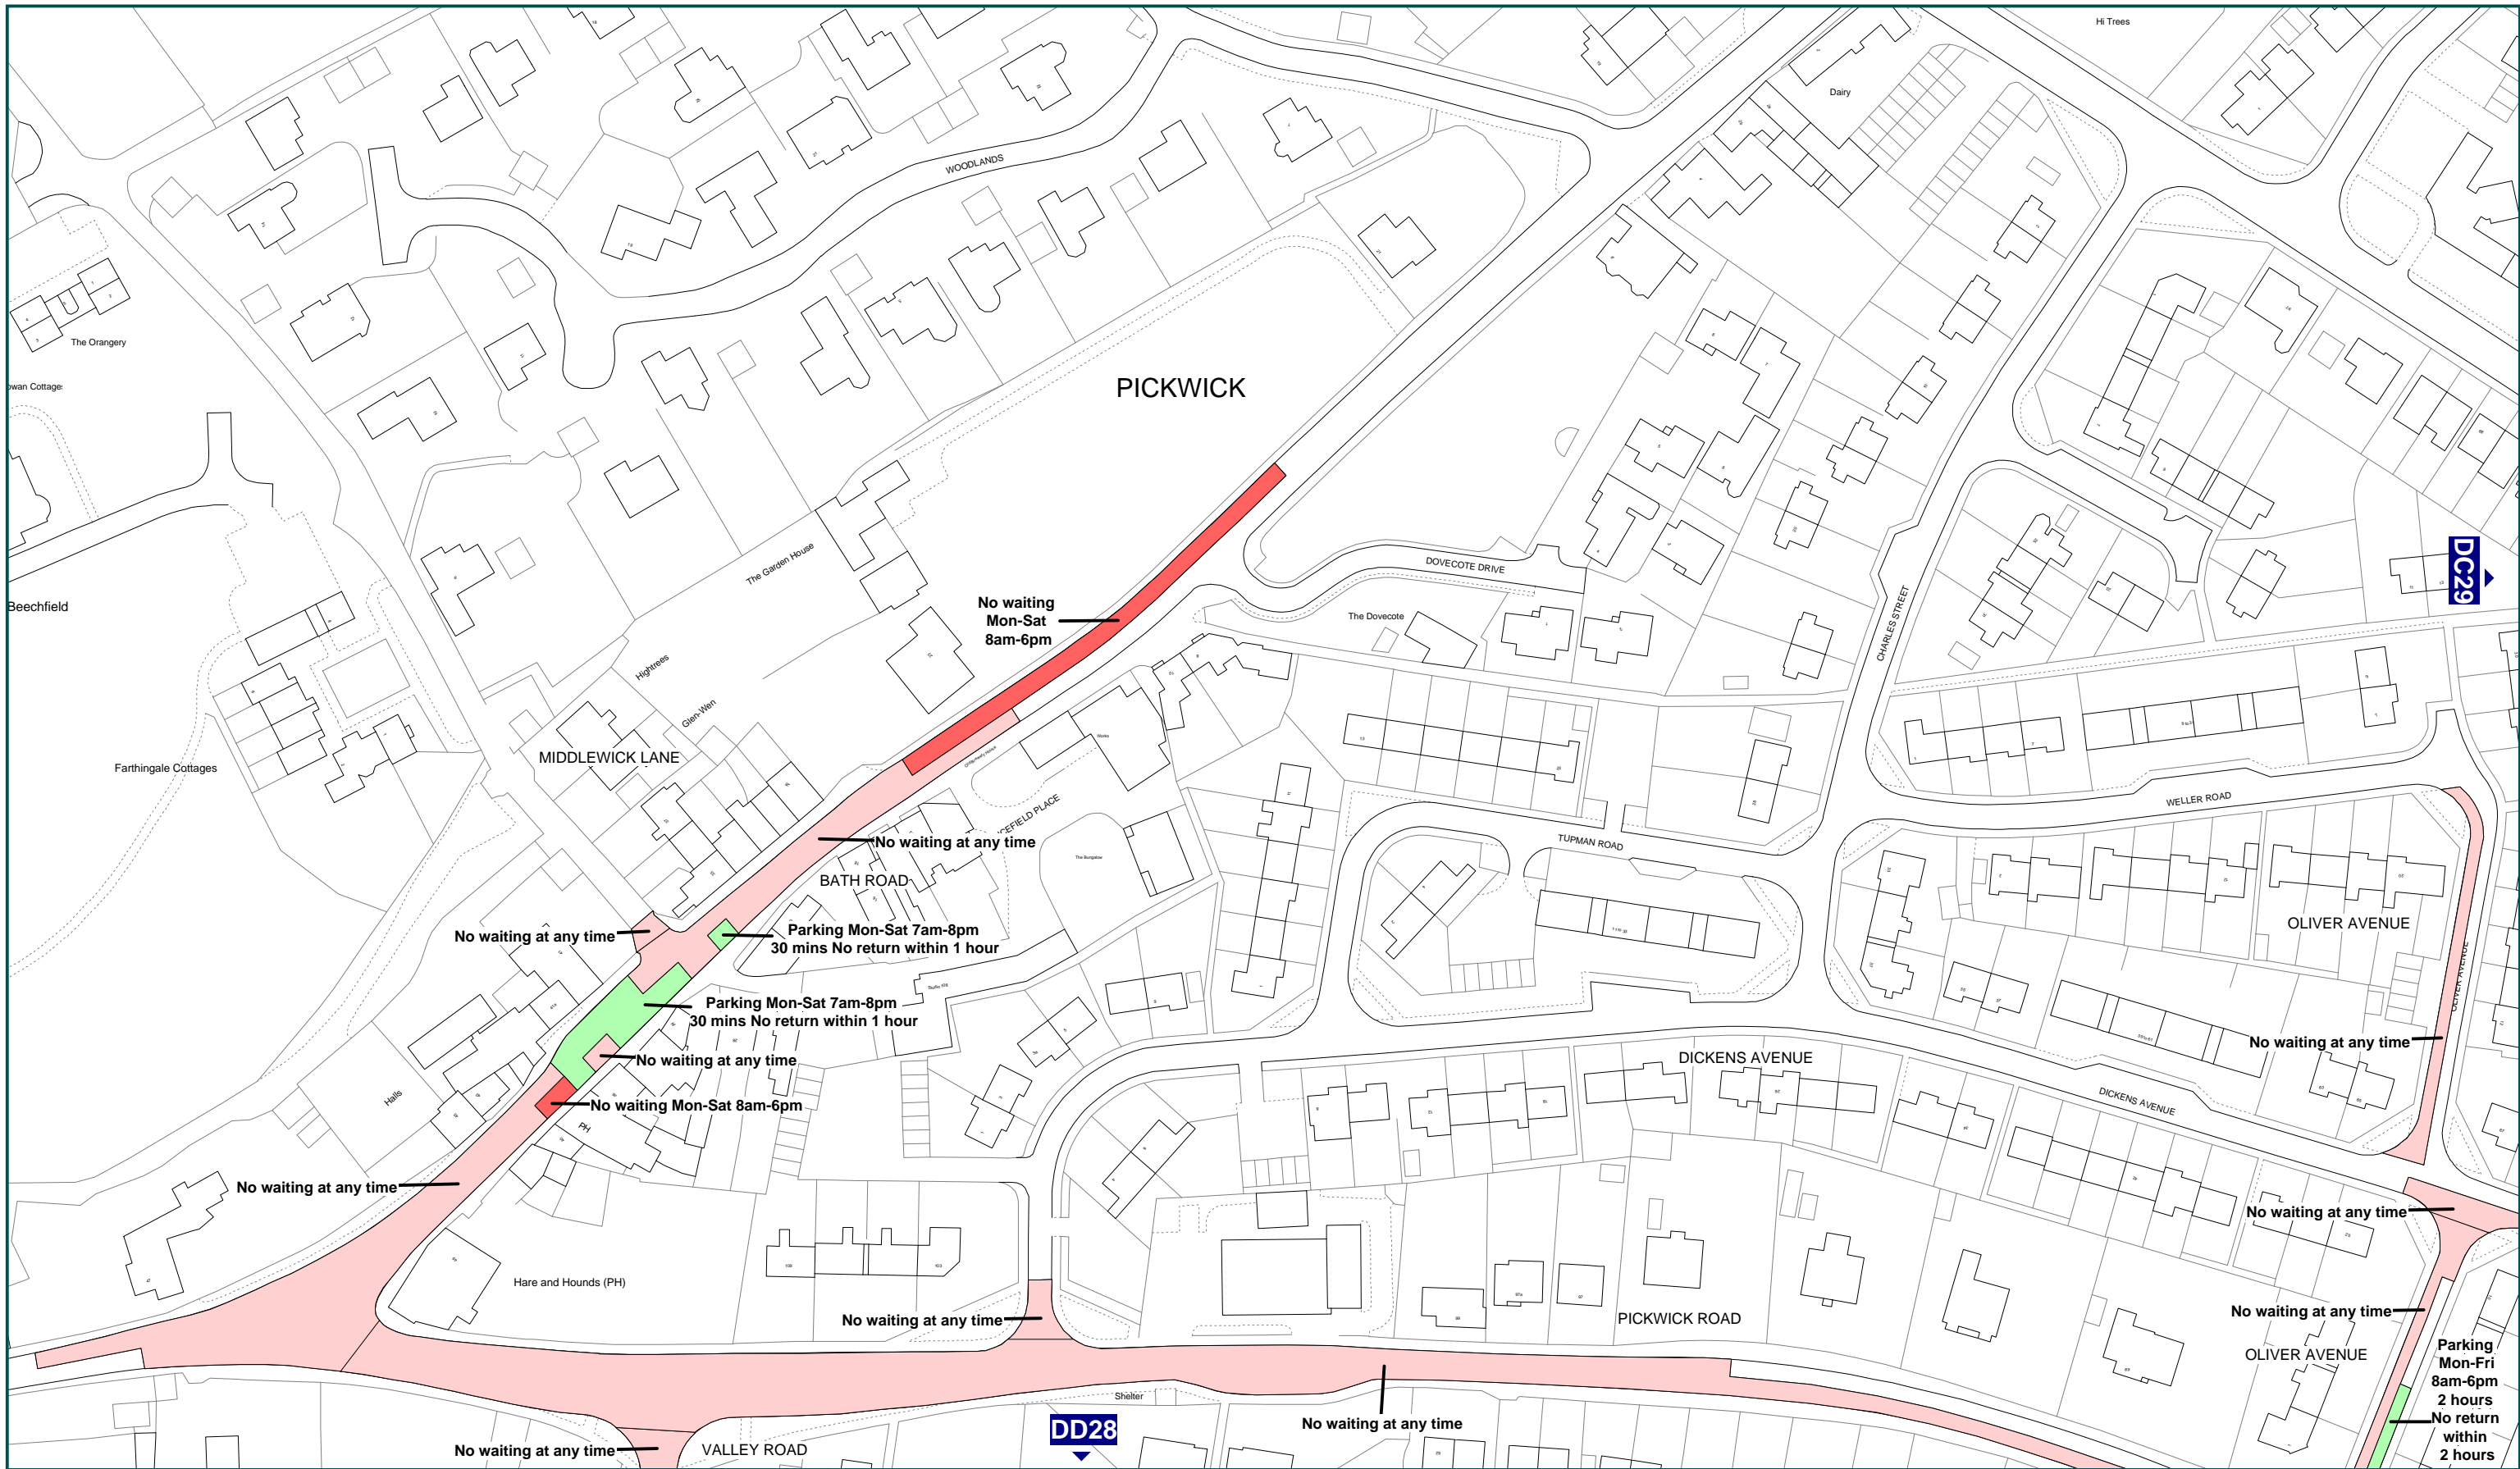 Hi Trees
Dairy
WOODLANDS
The Orangery
PICKWICK
DOVECOTE DRIVE
DC29
The Garden House
No waiting
Mon-Sat
8am-6pm
Beechfield
The Dovecote
CHARLES STREET
Hightrees
Glen-Wen
Works
MIDDLEWICK LANE
Farthingale Cottages
WELLER ROAD
No waiting at any time
TUPMAN ROAD
The Bungalow
BATH ROAD
OLIVER AVENUE
OLIVER AVENUE
No waiting at any time
Parking Mon-Sat 7am-8pm
30 mins No return within 1 hour
Parking Mon-Sat 7am-8pm
30 mins No return within 1 hour
No waiting at any time
No waiting at any time
DICKENS AVENUE
DICKENS AVENUE
Halls
No waiting Mon-Sat 8am-6pm
PH
No waiting at any time
No waiting at any time
Hare and Hounds (PH)
No waiting at any time
PICKWICK ROAD
No waiting at any time
OLIVER AVENUE
Parking
Mon-Fri
8am-6pm
2 hours
No return
within
2 hours
Shelter
No waiting at any time
DD28
No waiting at any time
VALLEY ROAD